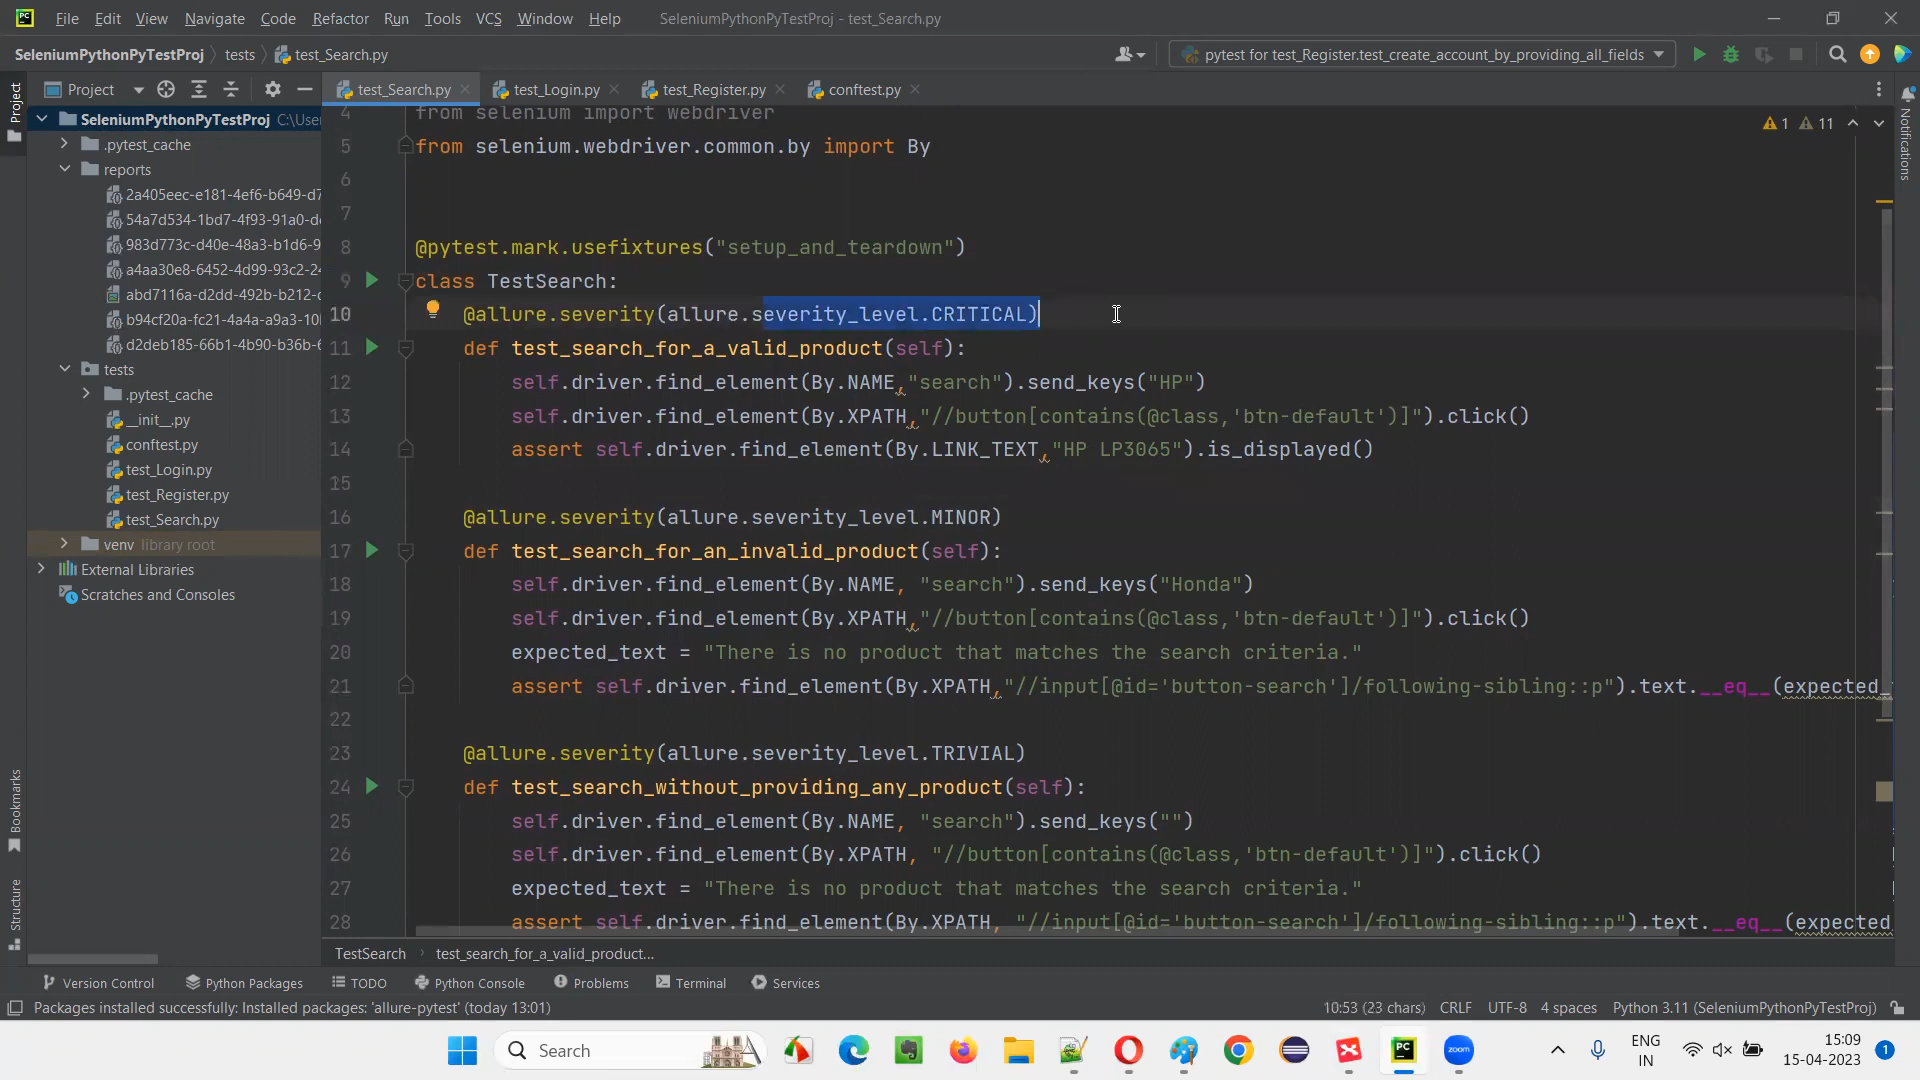 PC File Edit View Navigate Code Refactor Run Tools VCS Window Help SeleniumPythonPyTestProj - test_Search.py
SeleniumPythonPyTestProj tests test_Search.py pytest for test_Register.test_create_account_by_providing_all_fields
Project test_Search.py test_Login.py test_Register.py conftest.py
Project
Notifications
Bookmarks
Structure
SeleniumPythonPyTestProj C:\User
.pytest_cache
reports
2a405eec-e181-4ef6-b649-d7
54a7d534-1bd7-4f93-91a0-d
983d773c-d40e-48a3-b1d6-9
a4aa30e8-6452-4d99-93c2-24
abd7116a-d2dd-492b-b212-
b94cf20a-fc21-4a4a-a9a3-10
d2deb185-66b1-4b90-b36b-6
tests
.pytest_cache
__init__.py
conftest.py
test_Login.py
test_Register.py
test_Search.py
venv library root
External Libraries
Scratches and Consoles
1 11
4 from selenium import webdriver
5 from selenium.webdriver.common.by import By
6
7
8 @pytest.mark.usefixtures("setup_and_teardown")
9 class TestSearch:
10 @allure.severity(allure.severity_level.CRITICAL)
11 def test_search_for_a_valid_product(self):
12 self.driver.find_element(By.NAME,"search").send_keys("HP")
13 self.driver.find_element(By.XPATH,"//button[contains(@class,'btn-default')]").click()
14 assert self.driver.find_element(By.LINK_TEXT,"HP LP3065").is_displayed()
15
16 @allure.severity(allure.severity_level.MINOR)
17 def test_search_for_an_invalid_product(self):
18 self.driver.find_element(By.NAME, "search").send_keys("Honda")
19 self.driver.find_element(By.XPATH,"//button[contains(@class,'btn-default')]").click()
20 expected_text = "There is no product that matches the search criteria."
21 assert self.driver.find_element(By.XPATH,"//input[@id='button-search']/following-sibling::p").text.__eq__(expected_
22
23 @allure.severity(allure.severity_level.TRIVIAL)
24 def test_search_without_providing_any_product(self):
25 self.driver.find_element(By.NAME, "search").send_keys("")
26 self.driver.find_element(By.XPATH, "//button[contains(@class,'btn-default')]").click()
27 expected_text = "There is no product that matches the search criteria."
28 assert self.driver.find_element(By.XPATH, "//input[@id='button-search']/following-sibling::p").text.__eq__(expected
TestSearch test_search_for_a_valid_product...
Version Control Python Packages TODO Python Console Problems Terminal Services
Packages installed successfully: Installed packages: 'allure-pytest' (today 13:01) 10:53 (23 chars) CRLF UTF-8 4 spaces Python 3.11 (SeleniumPythonPyTestProj)
Search PC zoom ENG
IN
15:09
15-04-2023
1